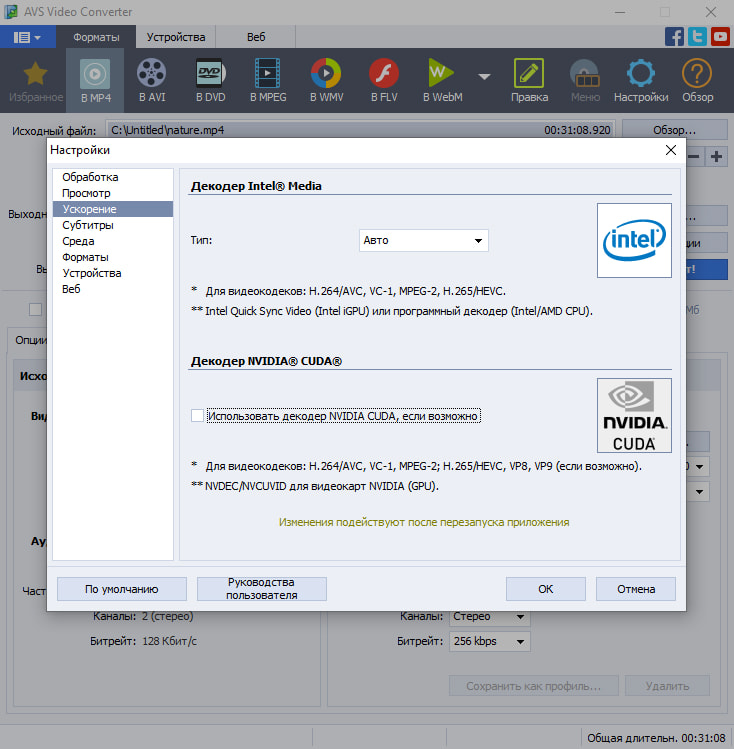 AVS Video Converter
Форматы Устройства Веб
Избранное В MP4 В AVI В DVD В MPEG В WMV В FLV В WebM Правка Меню Настройки Обзор
Исходный файл: C:\Untitled\nature.mp4 00:31:08.920 Обзор...
Настройки
Обработка
Просмотр
Ускорение
Субтитры
Среда
Форматы
Устройства
Веб
Декодер Intel® Media
Тип: Авто
intel
* Для видеокодеков: H.264/AVC, VC-1, MPEG-2, H.265/HEVC.
** Intel Quick Sync Video (Intel iGPU) или программный декодер (Intel/AMD CPU).
Декодер NVIDIA® CUDA®
Использовать декодер NVIDIA CUDA, если возможно
NVIDIA.
CUDA
* Для видеокодеков: H.264/AVC, VC-1, MPEG-2; H.265/HEVC, VP8, VP9 (если возможно).
** NVDEC/NVCUVID для видеокарт NVIDIA (GPU).
Изменения подействуют после перезапуска приложения
По умолчанию
Руководства
пользователя
OK
Отмена
Выходн
Вы
Мб
Опции
Исхо
Ви
Ау
Част
Каналы: 2 (стерео)
Битрейт: 128 Кбит/с
Каналы: Стерео
Битрейт: 256 kbps
Сохранить как профиль... Удалить
Общая длительн. 00:31:08